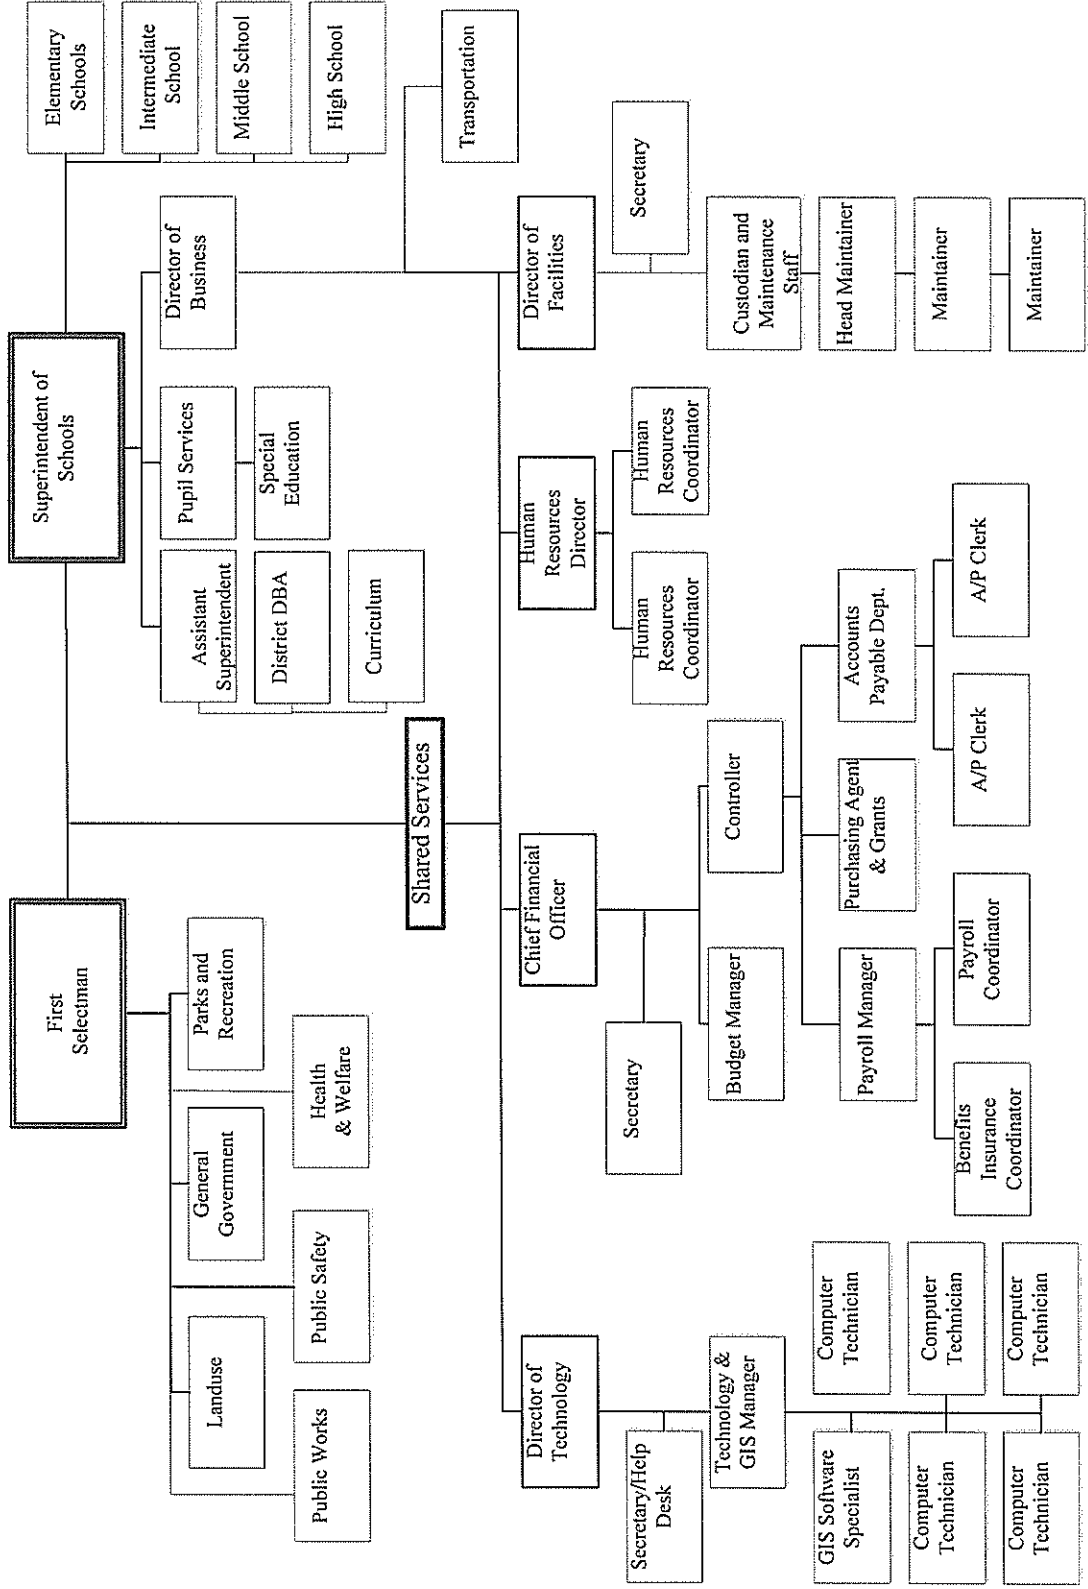 First
Selectman
Superintendent of
Schools
Elementary
Schools
Intermediate
School
Middle School
High School
Landuse
General
Government
Parks and
Recreation
Public Works
Public Safety
Health
& Welfare
Assistant
Superintendent
District DBA
Curriculum
Pupil Services
Special
Education
Director of
Business
Transportation
Shared Services
Director of
Technology
Secretary/Help
Desk
Technology &
GIS Manager
GIS Software
Specialist
Computer
Technician
Computer
Technician
Computer
Technician
Computer
Technician
Computer
Technician
Chief Financial
Officer
Secretary
Budget Manager
Controller
Payroll Manager
Purchasing Agent
& Grants
Accounts
Payable Dept.
Benefits
Insurance
Coordinator
Payroll
Coordinator
A/P Clerk
A/P Clerk
Human
Resources
Director
Human
Resources
Coordinator
Human
Resources
Coordinator
Director of
Facilities
Secretary
Custodian and
Maintenance
Staff
Head Maintainer
Maintainer
Maintainer